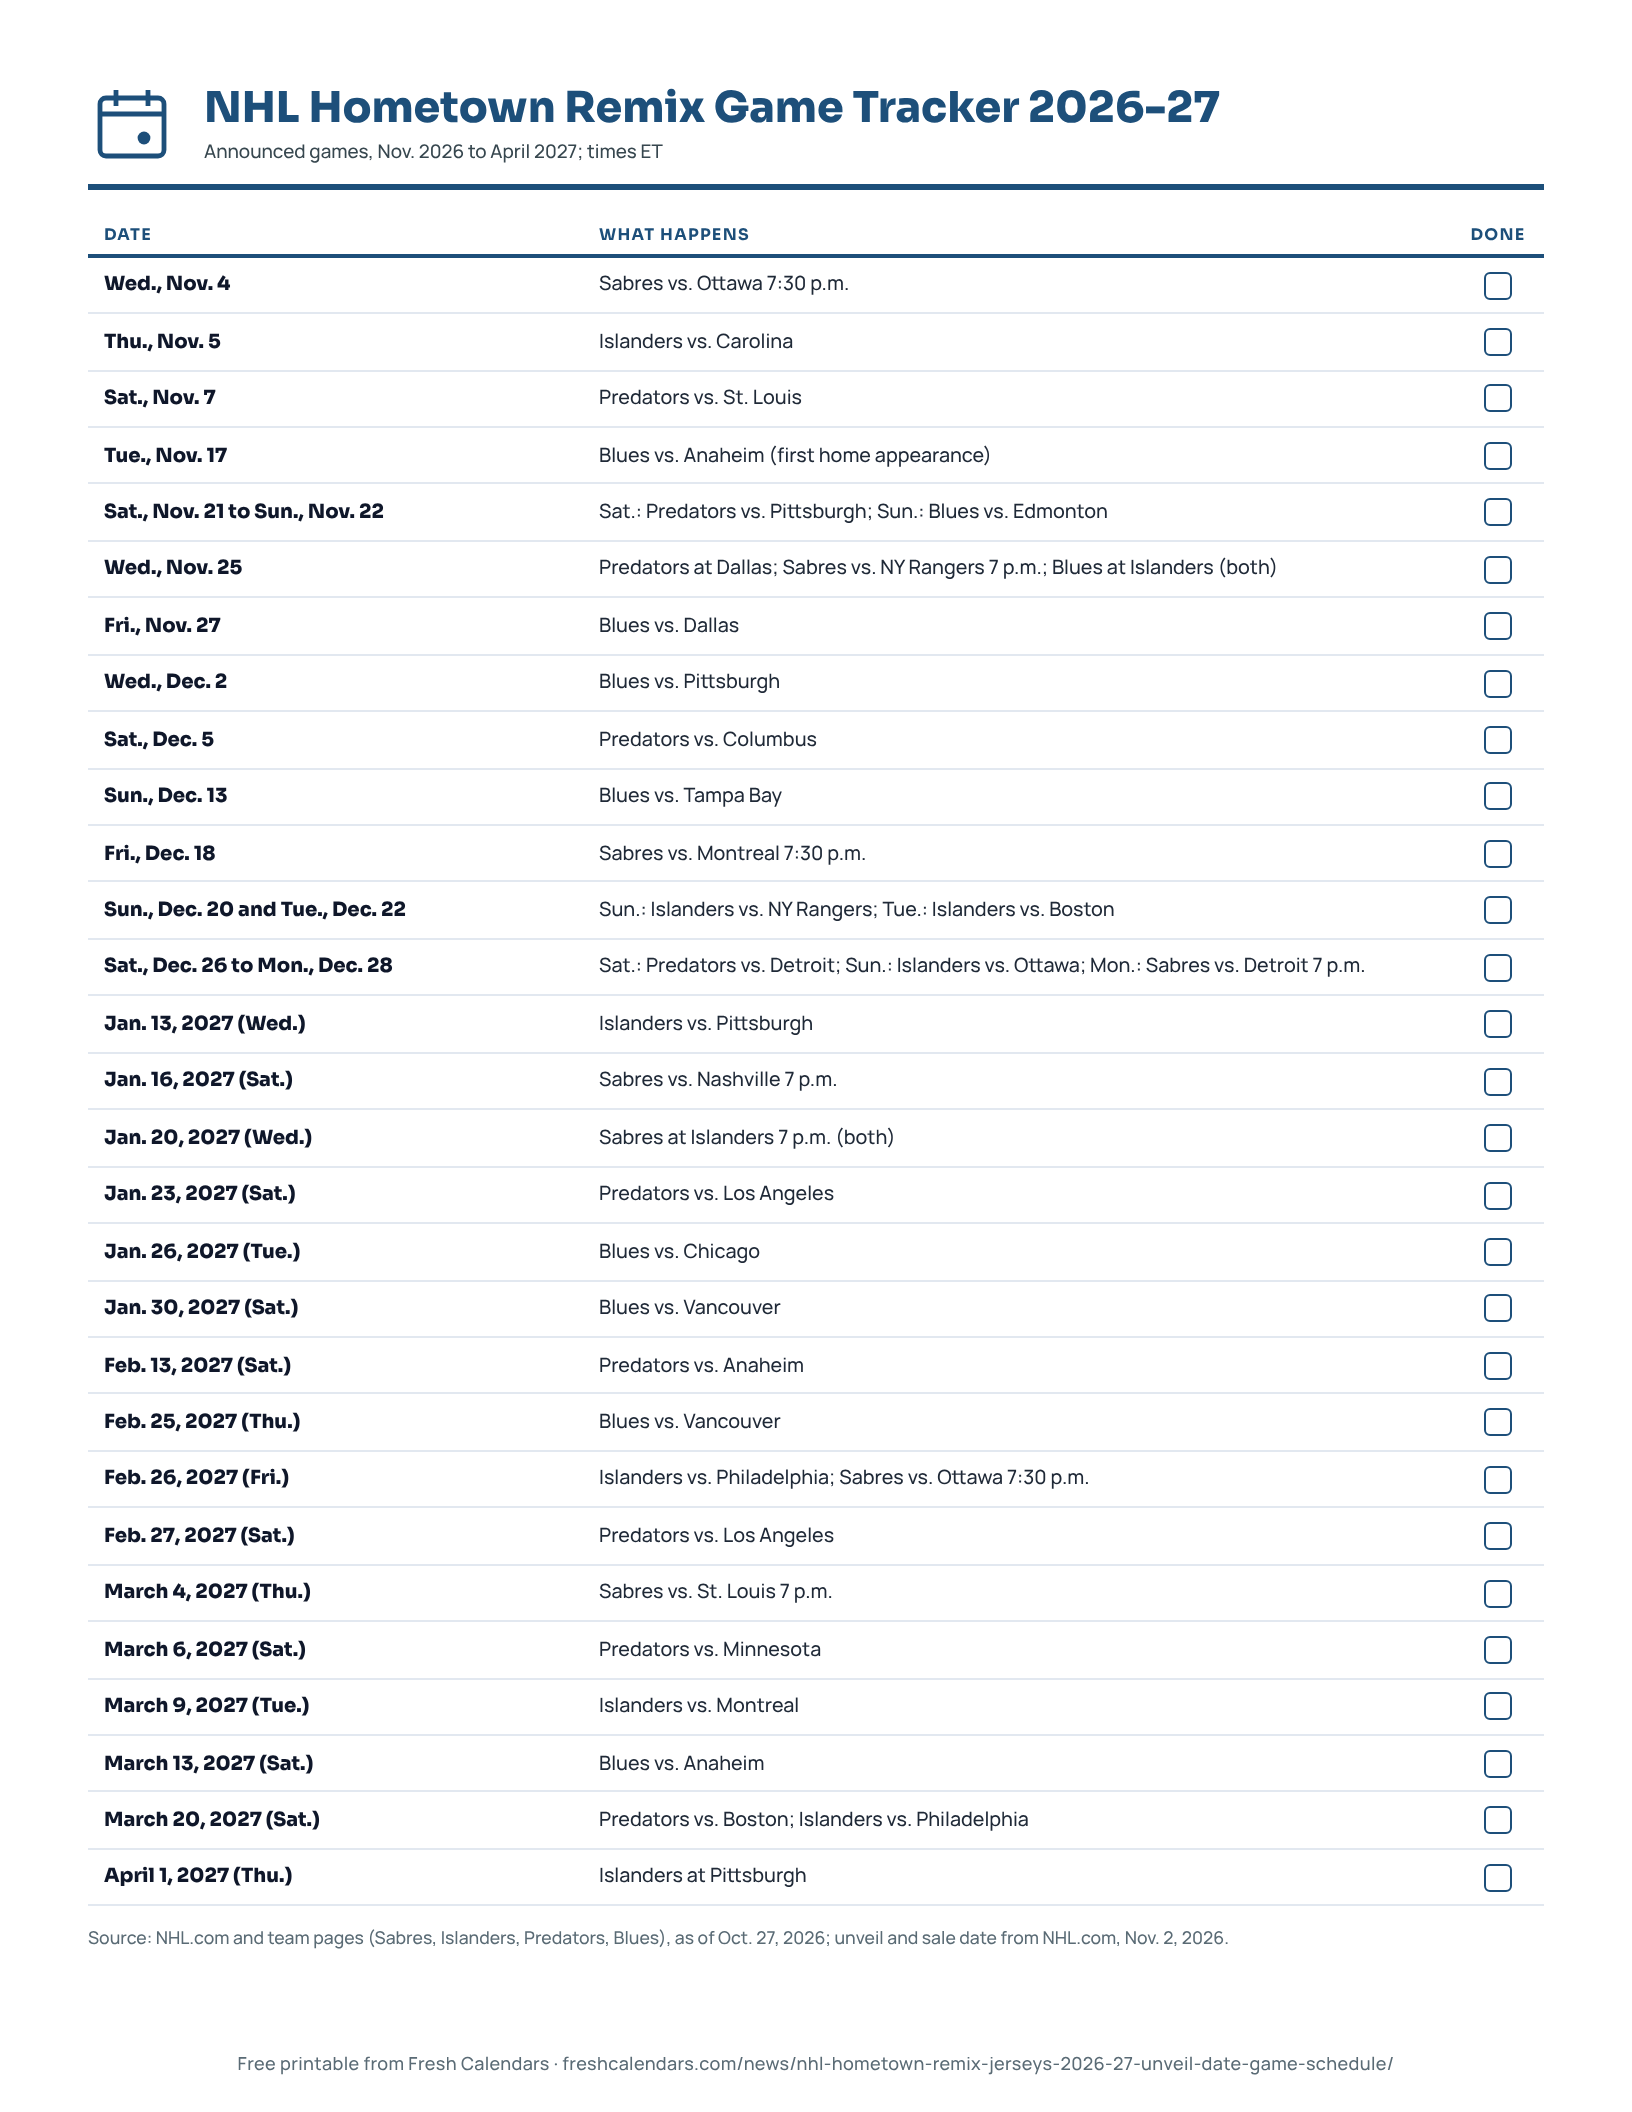 NHL Hometown Remix Game Tracker 2026–27
Announced games, Nov. 2026 to April 2027; times ET
DATE WHAT HAPPENS DONE
Wed., Nov. 4 Sabres vs. Ottawa 7:30 p.m.
Thu., Nov. 5 Islanders vs. Carolina
Sat., Nov. 7 Predators vs. St. Louis
Tue., Nov. 17 Blues vs. Anaheim (first home appearance)
Sat., Nov. 21 to Sun., Nov. 22 Sat.: Predators vs. Pittsburgh; Sun.: Blues vs. Edmonton
Wed., Nov. 25 Predators at Dallas; Sabres vs. NY Rangers 7 p.m.; Blues at Islanders (both)
Fri., Nov. 27 Blues vs. Dallas
Wed., Dec. 2 Blues vs. Pittsburgh
Sat., Dec. 5 Predators vs. Columbus
Sun., Dec. 13 Blues vs. Tampa Bay
Fri., Dec. 18 Sabres vs. Montreal 7:30 p.m.
Sun., Dec. 20 and Tue., Dec. 22 Sun.: Islanders vs. NY Rangers; Tue.: Islanders vs. Boston
Sat., Dec. 26 to Mon., Dec. 28 Sat.: Predators vs. Detroit; Sun.: Islanders vs. Ottawa; Mon.: Sabres vs. Detroit 7 p.m.
Jan. 13, 2027 (Wed.) Islanders vs. Pittsburgh
Jan. 16, 2027 (Sat.) Sabres vs. Nashville 7 p.m.
Jan. 20, 2027 (Wed.) Sabres at Islanders 7 p.m. (both)
Jan. 23, 2027 (Sat.) Predators vs. Los Angeles
Jan. 26, 2027 (Tue.) Blues vs. Chicago
Jan. 30, 2027 (Sat.) Blues vs. Vancouver
Feb. 13, 2027 (Sat.) Predators vs. Anaheim
Feb. 25, 2027 (Thu.) Blues vs. Vancouver
Feb. 26, 2027 (Fri.) Islanders vs. Philadelphia; Sabres vs. Ottawa 7:30 p.m.
Feb. 27, 2027 (Sat.) Predators vs. Los Angeles
March 4, 2027 (Thu.) Sabres vs. St. Louis 7 p.m.
March 6, 2027 (Sat.) Predators vs. Minnesota
March 9, 2027 (Tue.) Islanders vs. Montreal
March 13, 2027 (Sat.) Blues vs. Anaheim
March 20, 2027 (Sat.) Predators vs. Boston; Islanders vs. Philadelphia
April 1, 2027 (Thu.) Islanders at Pittsburgh
Source: NHL.com and team pages (Sabres, Islanders, Predators, Blues), as of Oct. 27, 2026; unveil and sale date from NHL.com, Nov. 2, 2026.
Free printable from Fresh Calendars · freshcalendars.com/news/nhl-hometown-remix-jerseys-2026-27-unveil-date-game-schedule/